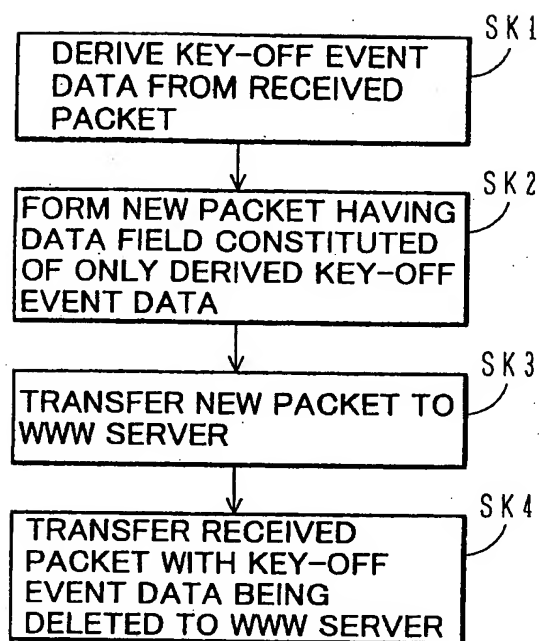 SK1
DERIVE KEY-OFF EVENT
DATA FROM RECEIVED
PACKET
SK2
FORM NEW PACKET HAVING
DATA FIELD CONSTITUTED
OF ONLY DERIVED KEY-OFF
EVENT DATA
SK3
TRANSFER NEW PACKET TO
WWW SERVER
SK4
TRANSFER RECEIVED
PACKET WITH KEY-OFF
EVENT DATA BEING
DELETED TO WWW SERVER